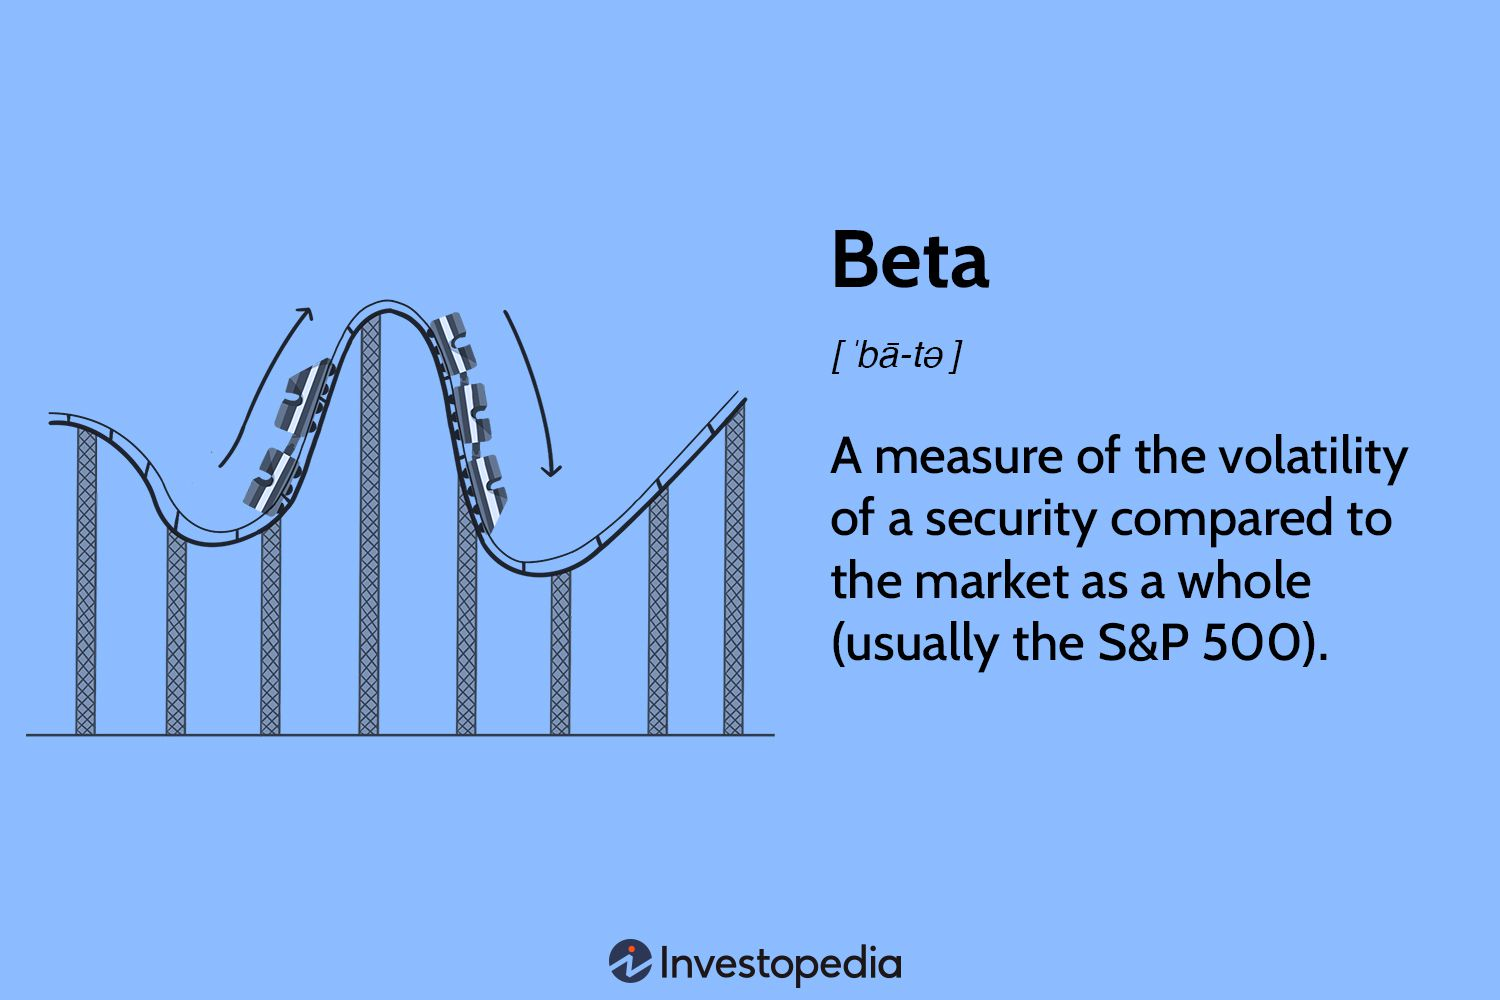 Beta
[ ˈbā-tə ]
A measure of the volatility
of a security compared to
the market as a whole
(usually the S&P 500).
Investopedia